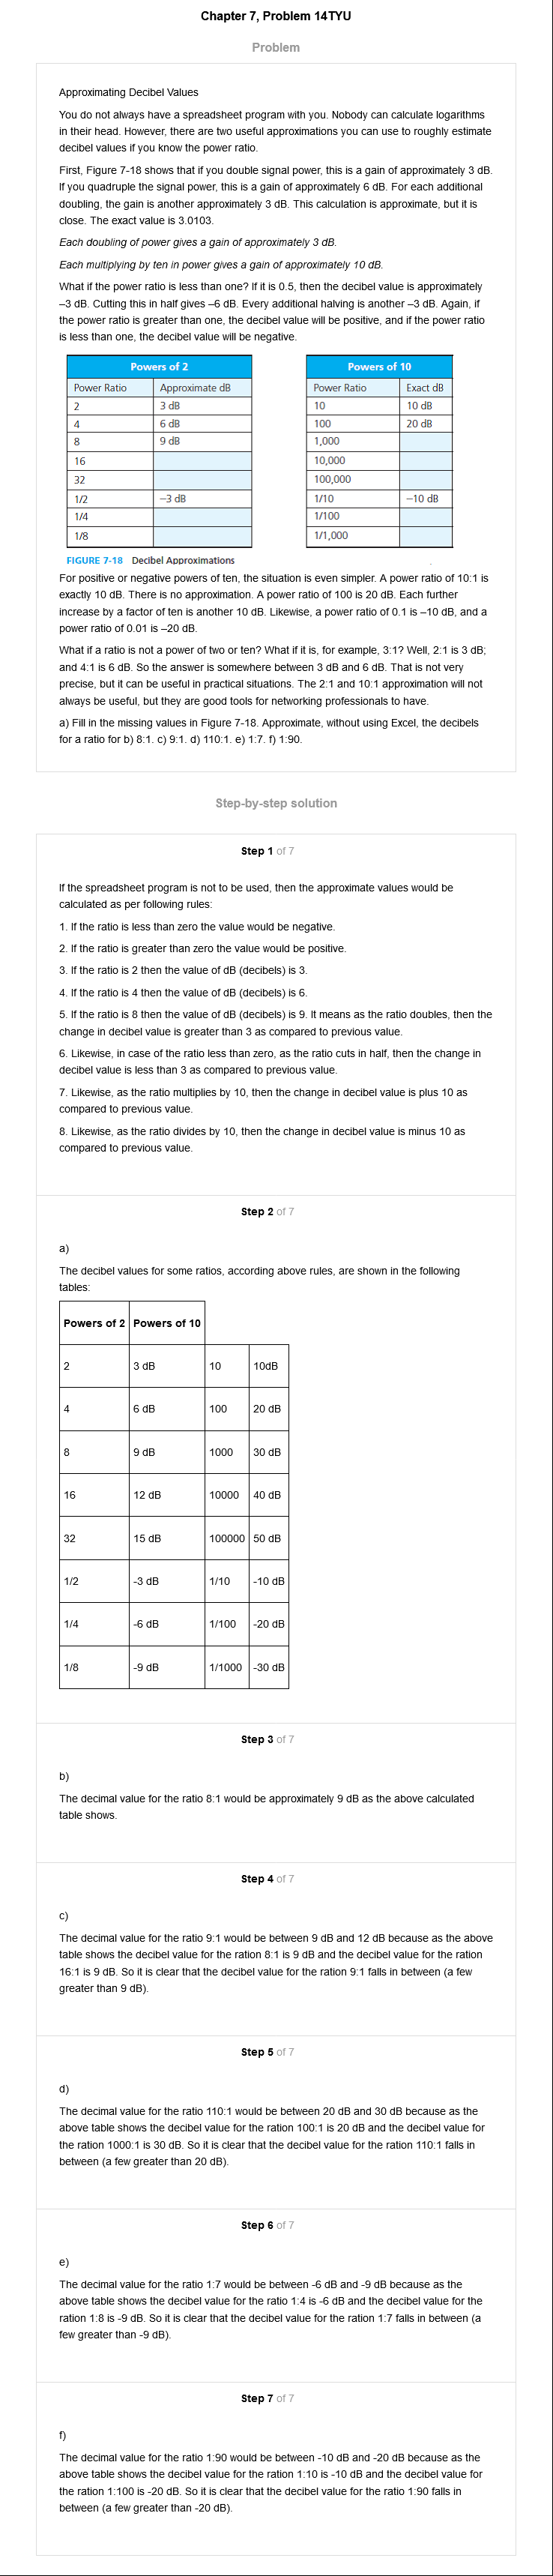 Chapter 7, Problem 14TYU
Problem
Approximating Decibel Values
You do not always have a spreadsheet program with you. Nobody can calculate logarithms
in their head. However, there are two useful approximations you can use to roughly estimate
decibel values if you know the power ratio.
First, Figure 7-18 shows that if you double signal power, this is a gain of approximately 3 dB.
If you quadruple the signal power, this is a gain of approximately 6 dB. For each additional
doubling, the gain is another approximately 3 dB. This calculation is approximate, but it is
close. The exact value is 3.0103.
Each doubling of power gives a gain of approximately 3 dB.
Each multiplying by ten in power gives a gain of approximately 10 dB.
What if the power ratio is less than one? If it is 0.5, then the decibel value is approximately
–3 dB. Cutting this in half gives –6 dB. Every additional halving is another –3 dB. Again, if
the power ratio is greater than one, the decibel value will be positive, and if the power ratio
is less than one, the decibel value will be negative.
Powers of 2
Power Ratio Approximate dB
2 3 dB
4 6 dB
8 9 dB
16
32
1/2 −3 dB
1/4
1/8
Powers of 10
Power Ratio Exact dB
10 10 dB
100 20 dB
1,000
10,000
100,000
1/10 −10 dB
1/100
1/1,000
FIGURE 7-18 Decibel Approximations
For positive or negative powers of ten, the situation is even simpler. A power ratio of 10:1 is
exactly 10 dB. There is no approximation. A power ratio of 100 is 20 dB. Each further
increase by a factor of ten is another 10 dB. Likewise, a power ratio of 0.1 is –10 dB, and a
power ratio of 0.01 is –20 dB.
What if a ratio is not a power of two or ten? What if it is, for example, 3:1? Well, 2:1 is 3 dB;
and 4:1 is 6 dB. So the answer is somewhere between 3 dB and 6 dB. That is not very
precise, but it can be useful in practical situations. The 2:1 and 10:1 approximation will not
always be useful, but they are good tools for networking professionals to have.
a) Fill in the missing values in Figure 7-18. Approximate, without using Excel, the decibels
for a ratio for b) 8:1. c) 9:1. d) 110:1. e) 1:7. f) 1:90.
Step-by-step solution
Step 1 of 7
If the spreadsheet program is not to be used, then the approximate values would be
calculated as per following rules:
1. If the ratio is less than zero the value would be negative.
2. If the ratio is greater than zero the value would be positive.
3. If the ratio is 2 then the value of dB (decibels) is 3.
4. If the ratio is 4 then the value of dB (decibels) is 6.
5. If the ratio is 8 then the value of dB (decibels) is 9. It means as the ratio doubles, then the
change in decibel value is greater than 3 as compared to previous value.
6. Likewise, in case of the ratio less than zero, as the ratio cuts in half, then the change in
decibel value is less than 3 as compared to previous value.
7. Likewise, as the ratio multiplies by 10, then the change in decibel value is plus 10 as
compared to previous value.
8. Likewise, as the ratio divides by 10, then the change in decibel value is minus 10 as
compared to previous value.
Step 2 of 7
a)
The decibel values for some ratios, according above rules, are shown in the following
tables:
Powers of 2 Powers of 10
2 3 dB 10 10dB
4 6 dB 100 20 dB
8 9 dB 1000 30 dB
16 12 dB 10000 40 dB
32 15 dB 100000 50 dB
1/2 -3 dB 1/10 -10 dB
1/4 -6 dB 1/100 -20 dB
1/8 -9 dB 1/1000 -30 dB
Step 3 of 7
b)
The decimal value for the ratio 8:1 would be approximately 9 dB as the above calculated
table shows.
Step 4 of 7
c)
The decimal value for the ratio 9:1 would be between 9 dB and 12 dB because as the above
table shows the decibel value for the ration 8:1 is 9 dB and the decibel value for the ration
16:1 is 9 dB. So it is clear that the decibel value for the ration 9:1 falls in between (a few
greater than 9 dB).
Step 5 of 7
d)
The decimal value for the ratio 110:1 would be between 20 dB and 30 dB because as the
above table shows the decibel value for the ration 100:1 is 20 dB and the decibel value for
the ration 1000:1 is 30 dB. So it is clear that the decibel value for the ration 110:1 falls in
between (a few greater than 20 dB).
Step 6 of 7
e)
The decimal value for the ratio 1:7 would be between -6 dB and -9 dB because as the
above table shows the decibel value for the ratio 1:4 is -6 dB and the decibel value for the
ration 1:8 is -9 dB. So it is clear that the decibel value for the ration 1:7 falls in between (a
few greater than -9 dB).
Step 7 of 7
f)
The decimal value for the ratio 1:90 would be between -10 dB and -20 dB because as the
above table shows the decibel value for the ration 1:10 is -10 dB and the decibel value for
the ration 1:100 is -20 dB. So it is clear that the decibel value for the ratio 1:90 falls in
between (a few greater than -20 dB).